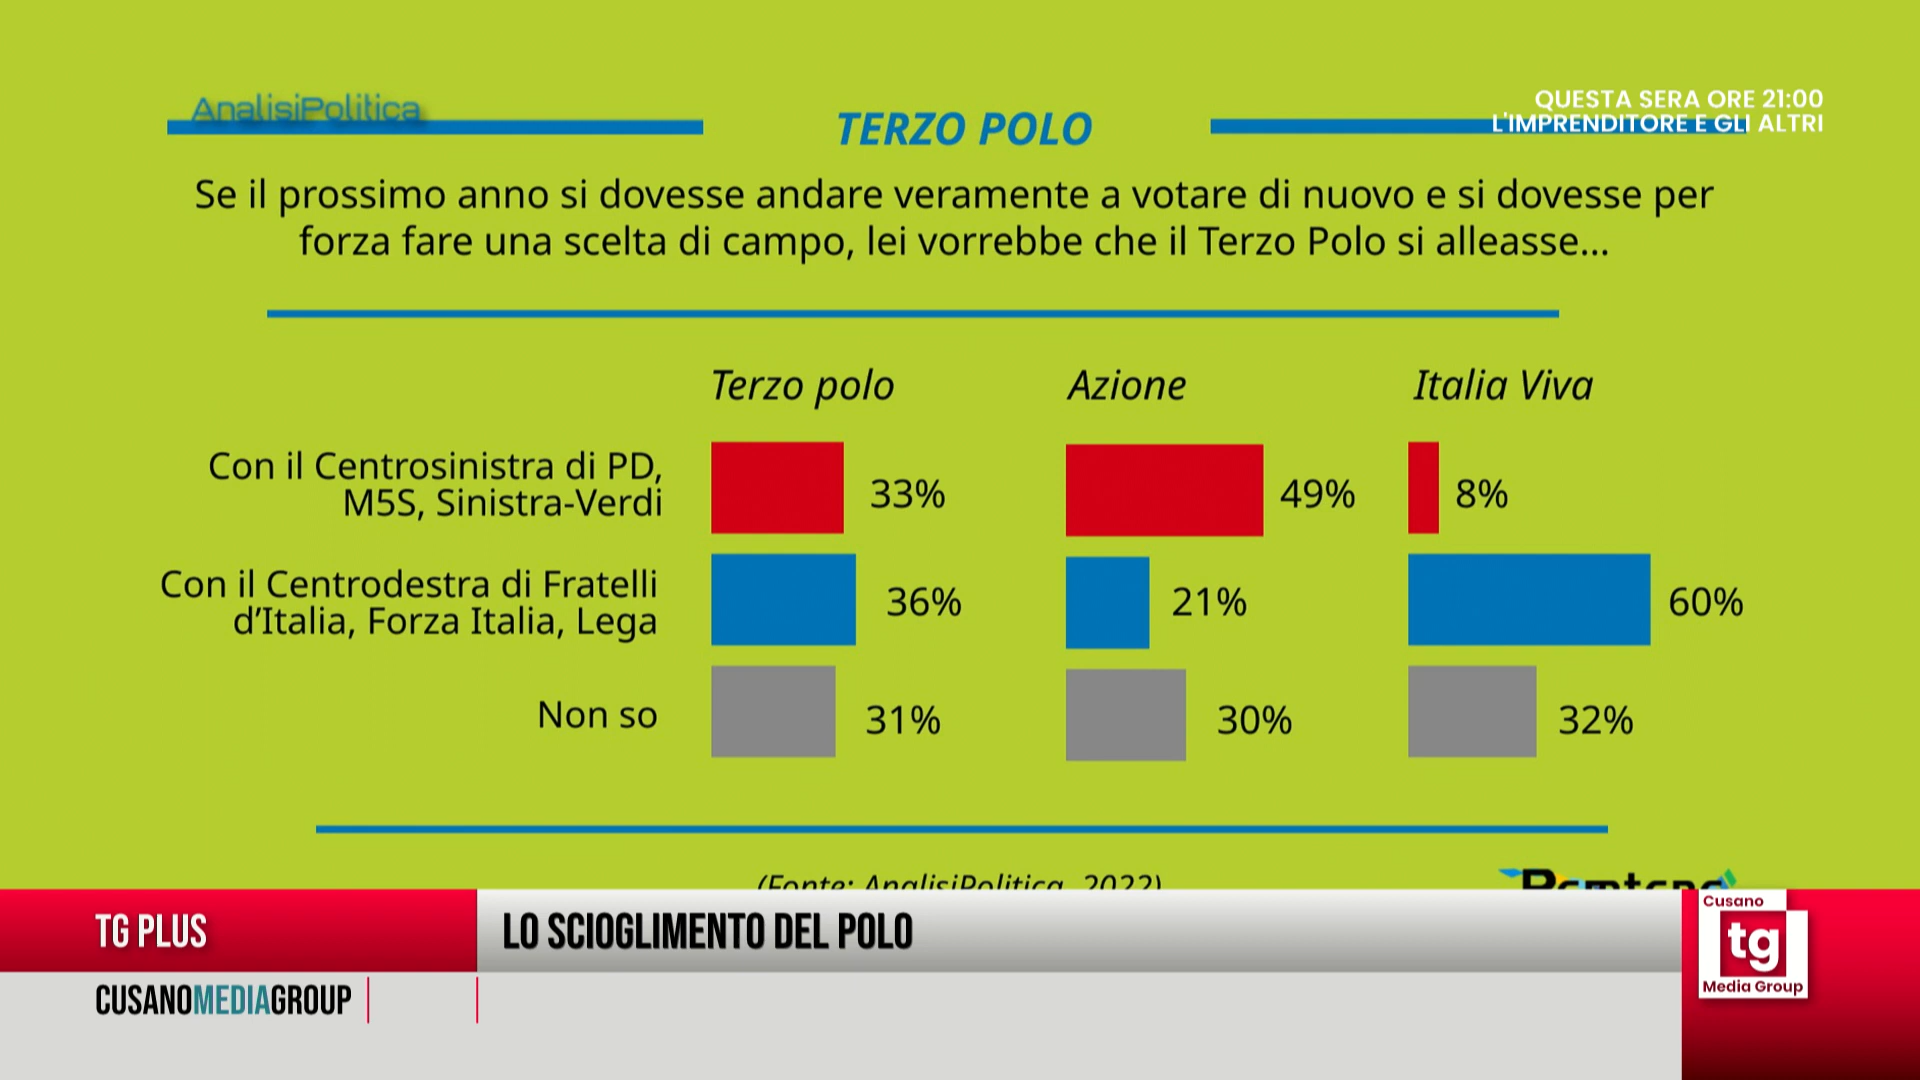 AnalisiPolitica
TERZO POLO
QUESTA SERA ORE 21:00
L'IMPRENDITORE E GLI ALTRI
Se il prossimo anno si dovesse andare veramente a votare di nuovo e si dovesse per
forza fare una scelta di campo, lei vorrebbe che il Terzo Polo si alleasse...
Terzo polo Azione Italia Viva
Con il Centrosinistra di PD,
M5S, Sinistra-Verdi
33% 49% 8%
Con il Centrodestra di Fratelli
d’Italia, Forza Italia, Lega
36% 21% 60%
Non so 31% 30% 32%
(Fonte: AnalisiPolitica, 2022)
TG PLUS
LO SCIOGLIMENTO DEL POLO
CUSANOMEDIAGROUP
Cusano
tg
Media Group